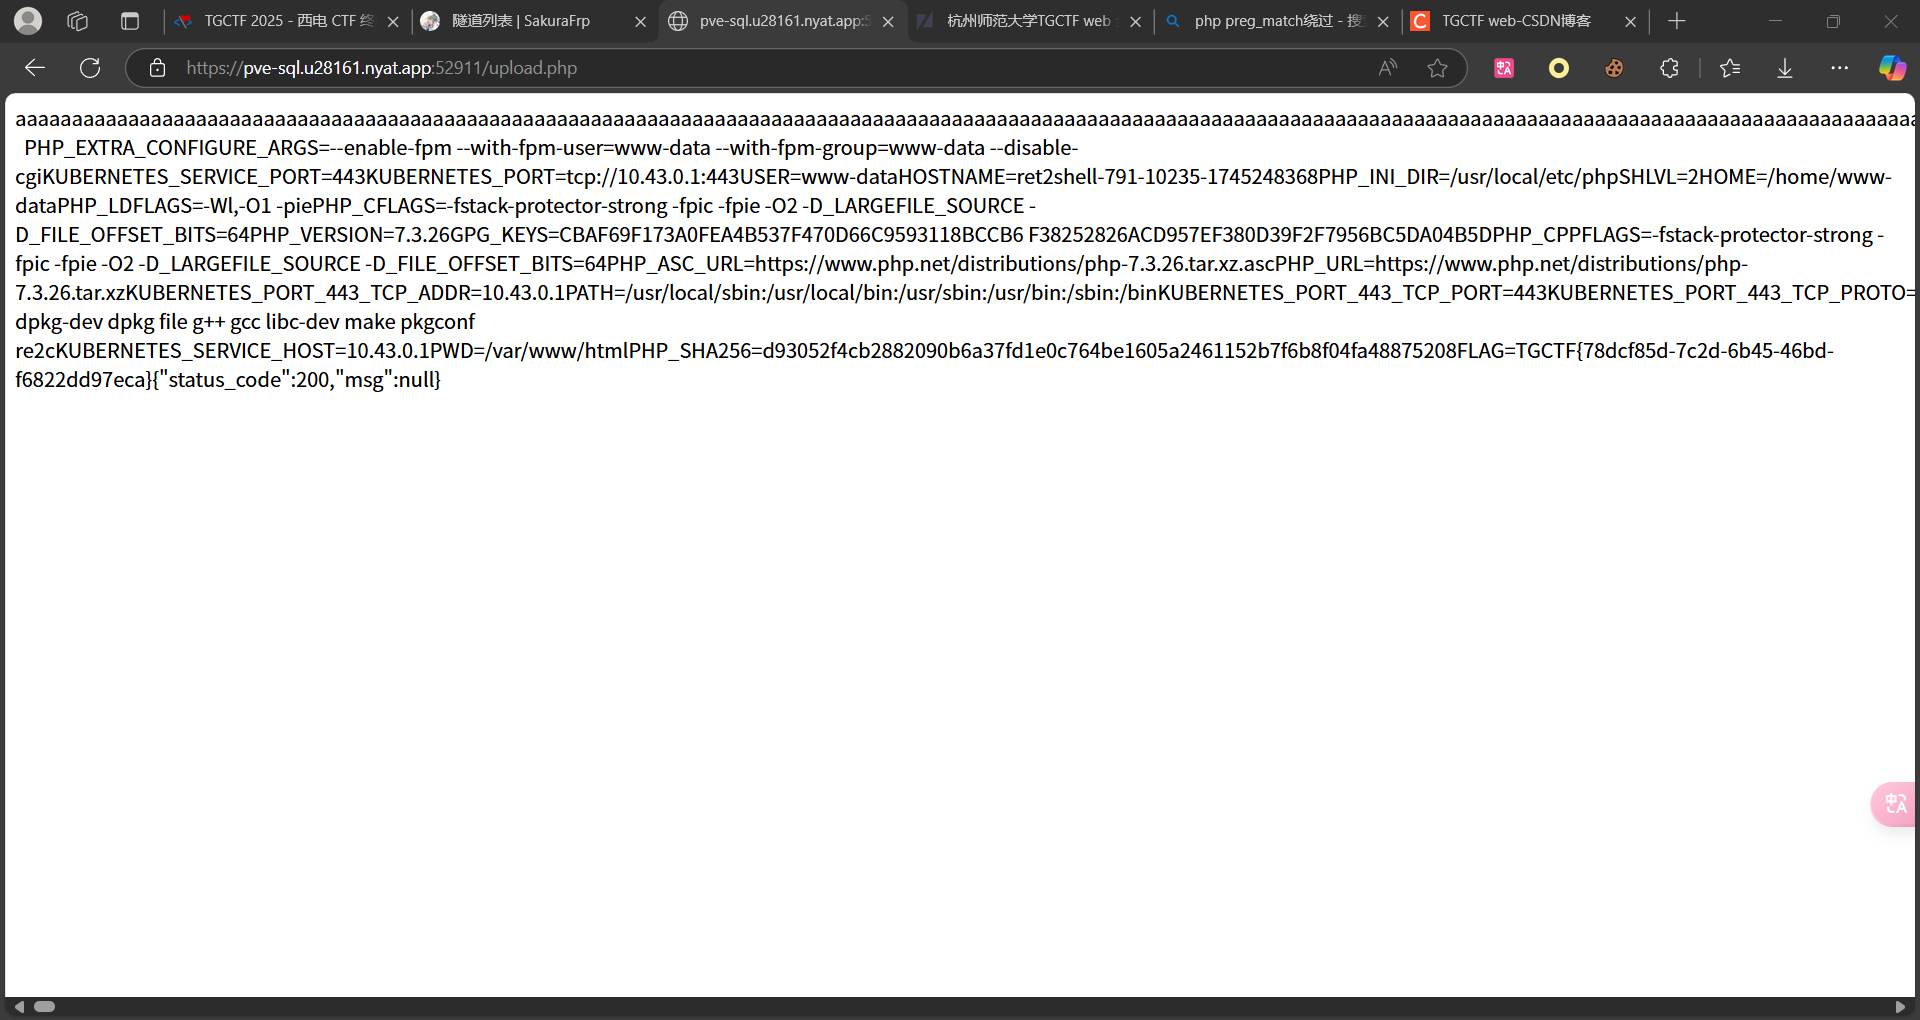 TGCTF 2025 - 西电 CTF 终
隧道列表 | SakuraFrp
pve-sql.u28161.nyat.app:5
杭州师范大学TGCTF web
php preg_match绕过 - 搜
TGCTF web-CSDN博客
https://pve-sql.u28161.nyat.app:52911/upload.php
PHP_EXTRA_CONFIGURE_ARGS=--enable-fpm --with-fpm-user=www-data --with-fpm-group=www-data --disable-
cgiKUBERNETES_SERVICE_PORT=443KUBERNETES_PORT=tcp://10.43.0.1:443USER=www-dataHOSTNAME=ret2shell-791-10235-1745248368PHP_INI_DIR=/usr/local/etc/phpSHLVL=2HOME=/home/www-
dataPHP_LDFLAGS=-Wl,-O1 -piePHP_CFLAGS=-fstack-protector-strong -fpic -fpie -O2 -D_LARGEFILE_SOURCE -
D_FILE_OFFSET_BITS=64PHP_VERSION=7.3.26GPG_KEYS=CBAF69F173A0FEA4B537F470D66C9593118BCCB6 F38252826ACD957EF380D39F2F7956BC5DA04B5DPHP_CPPFLAGS=-fstack-protector-strong -
fpic -fpie -O2 -D_LARGEFILE_SOURCE -D_FILE_OFFSET_BITS=64PHP_ASC_URL=https://www.php.net/distributions/php-7.3.26.tar.xz.ascPHP_URL=https://www.php.net/distributions/php-
7.3.26.tar.xzKUBERNETES_PORT_443_TCP_ADDR=10.43.0.1PATH=/usr/local/sbin:/usr/local/bin:/usr/sbin:/usr/bin:/sbin:/binKUBERNETES_PORT_443_TCP_PORT=443KUBERNETES_PORT_443_TCP_PROTO=
dpkg-dev dpkg file g++ gcc libc-dev make pkgconf
re2cKUBERNETES_SERVICE_HOST=10.43.0.1PWD=/var/www/htmlPHP_SHA256=d93052f4cb2882090b6a37fd1e0c764be1605a2461152b7f6b8f04fa48875208FLAG=TGCTF{78dcf85d-7c2d-6b45-46bd-
f6822dd97eca}{"status_code":200,"msg":null}